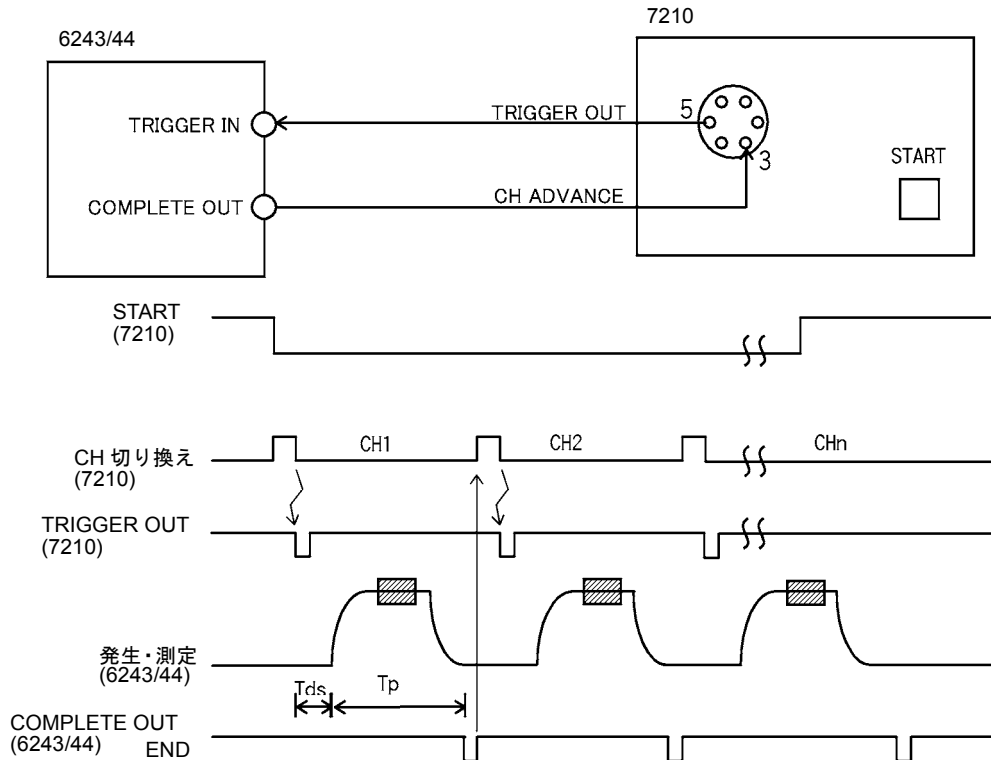 6243/44
7210
TRIGGER IN
TRIGGER OUT
5
3
START
COMPLETE OUT
CH ADVANCE
START
(7210)
CH 切り換え
(7210)
CH1
CH2
CHn
TRIGGER OUT
(7210)
発生・測定
(6243/44)
Tds
Tp
COMPLETE OUT
(6243/44)
END